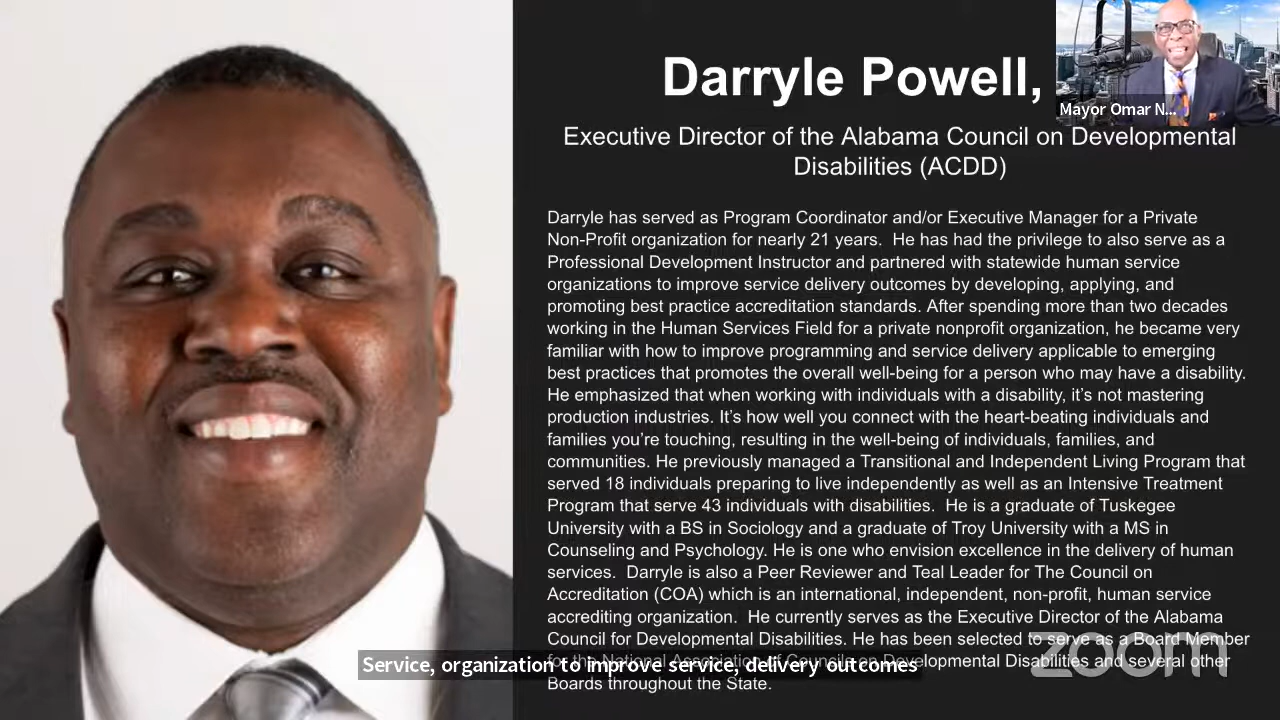 Darryle Powell,
Mayor Omar N...
Executive Director of the Alabama Council on Developmental
Disabilities (ACDD)
Darryle has served as Program Coordinator and/or Executive Manager for a Private
Non-Profit organization for nearly 21 years.  He has had the privilege to also serve as a
Professional Development Instructor and partnered with statewide human service
organizations to improve service delivery outcomes by developing, applying, and
promoting best practice accreditation standards. After spending more than two decades
working in the Human Services Field for a private nonprofit organization, he became very
familiar with how to improve programming and service delivery applicable to emerging
best practices that promotes the overall well-being for a person who may have a disability.
He emphasized that when working with individuals with a disability, it's not mastering
production industries. It's how well you connect with the heart-beating individuals and
families you're touching, resulting in the well-being of individuals, families, and
communities. He previously managed a Transitional and Independent Living Program that
served 18 individuals preparing to live independently as well as an Intensive Treatment
Program that serve 43 individuals with disabilities.  He is a graduate of Tuskegee
University with a BS in Sociology and a graduate of Troy University with a MS in
Counseling and Psychology. He is one who envision excellence in the delivery of human
services.  Darryle is also a Peer Reviewer and Teal Leader for The Council on
Accreditation (COA) which is an international, independent, non-profit, human service
accrediting organization.  He currently serves as the Executive Director of the Alabama
Council for Developmental Disabilities. He has been selected to serve as a Board Member
for the National Association of Councils on Developmental Disabilities and several other
Boards throughout the State.
Service, organization to improve service, delivery outcomes
zoom